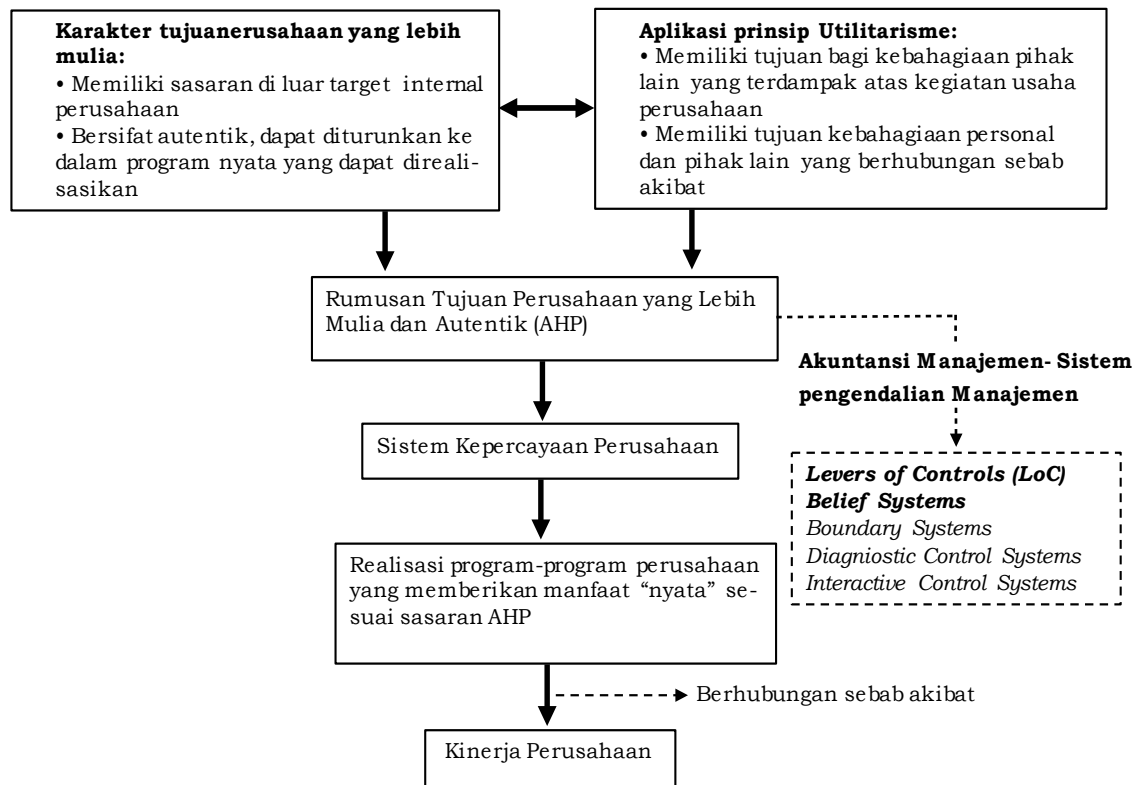 Karakter tujuanerusahaan yang lebih
mulia:
• Memiliki sasaran di luar target internal
perusahaan
• Bersifat autentik, dapat diturunkan ke
dalam program nyata yang dapat direali-
sasikan
Aplikasi prinsip Utilitarisme:
• Memiliki tujuan bagi kebahagiaan pihak
lain yang terdampak atas kegiatan usaha
perusahaan
• Memiliki tujuan kebahagiaan personal
dan pihak lain yang berhubungan sebab
akibat
Rumusan Tujuan Perusahaan yang Lebih
Mulia dan Autentik (AHP)
Akuntansi Manajemen- Sistem
pengendalian Manajemen
Sistem Kepercayaan Perusahaan
Levers of Controls (LoC)
Belief Systems
Boundary Systems
Diagniostic Control Systems
Interactive Control Systems
Realisasi program-program perusahaan
yang memberikan manfaat “nyata” se-
suai sasaran AHP
Berhubungan sebab akibat
Kinerja Perusahaan